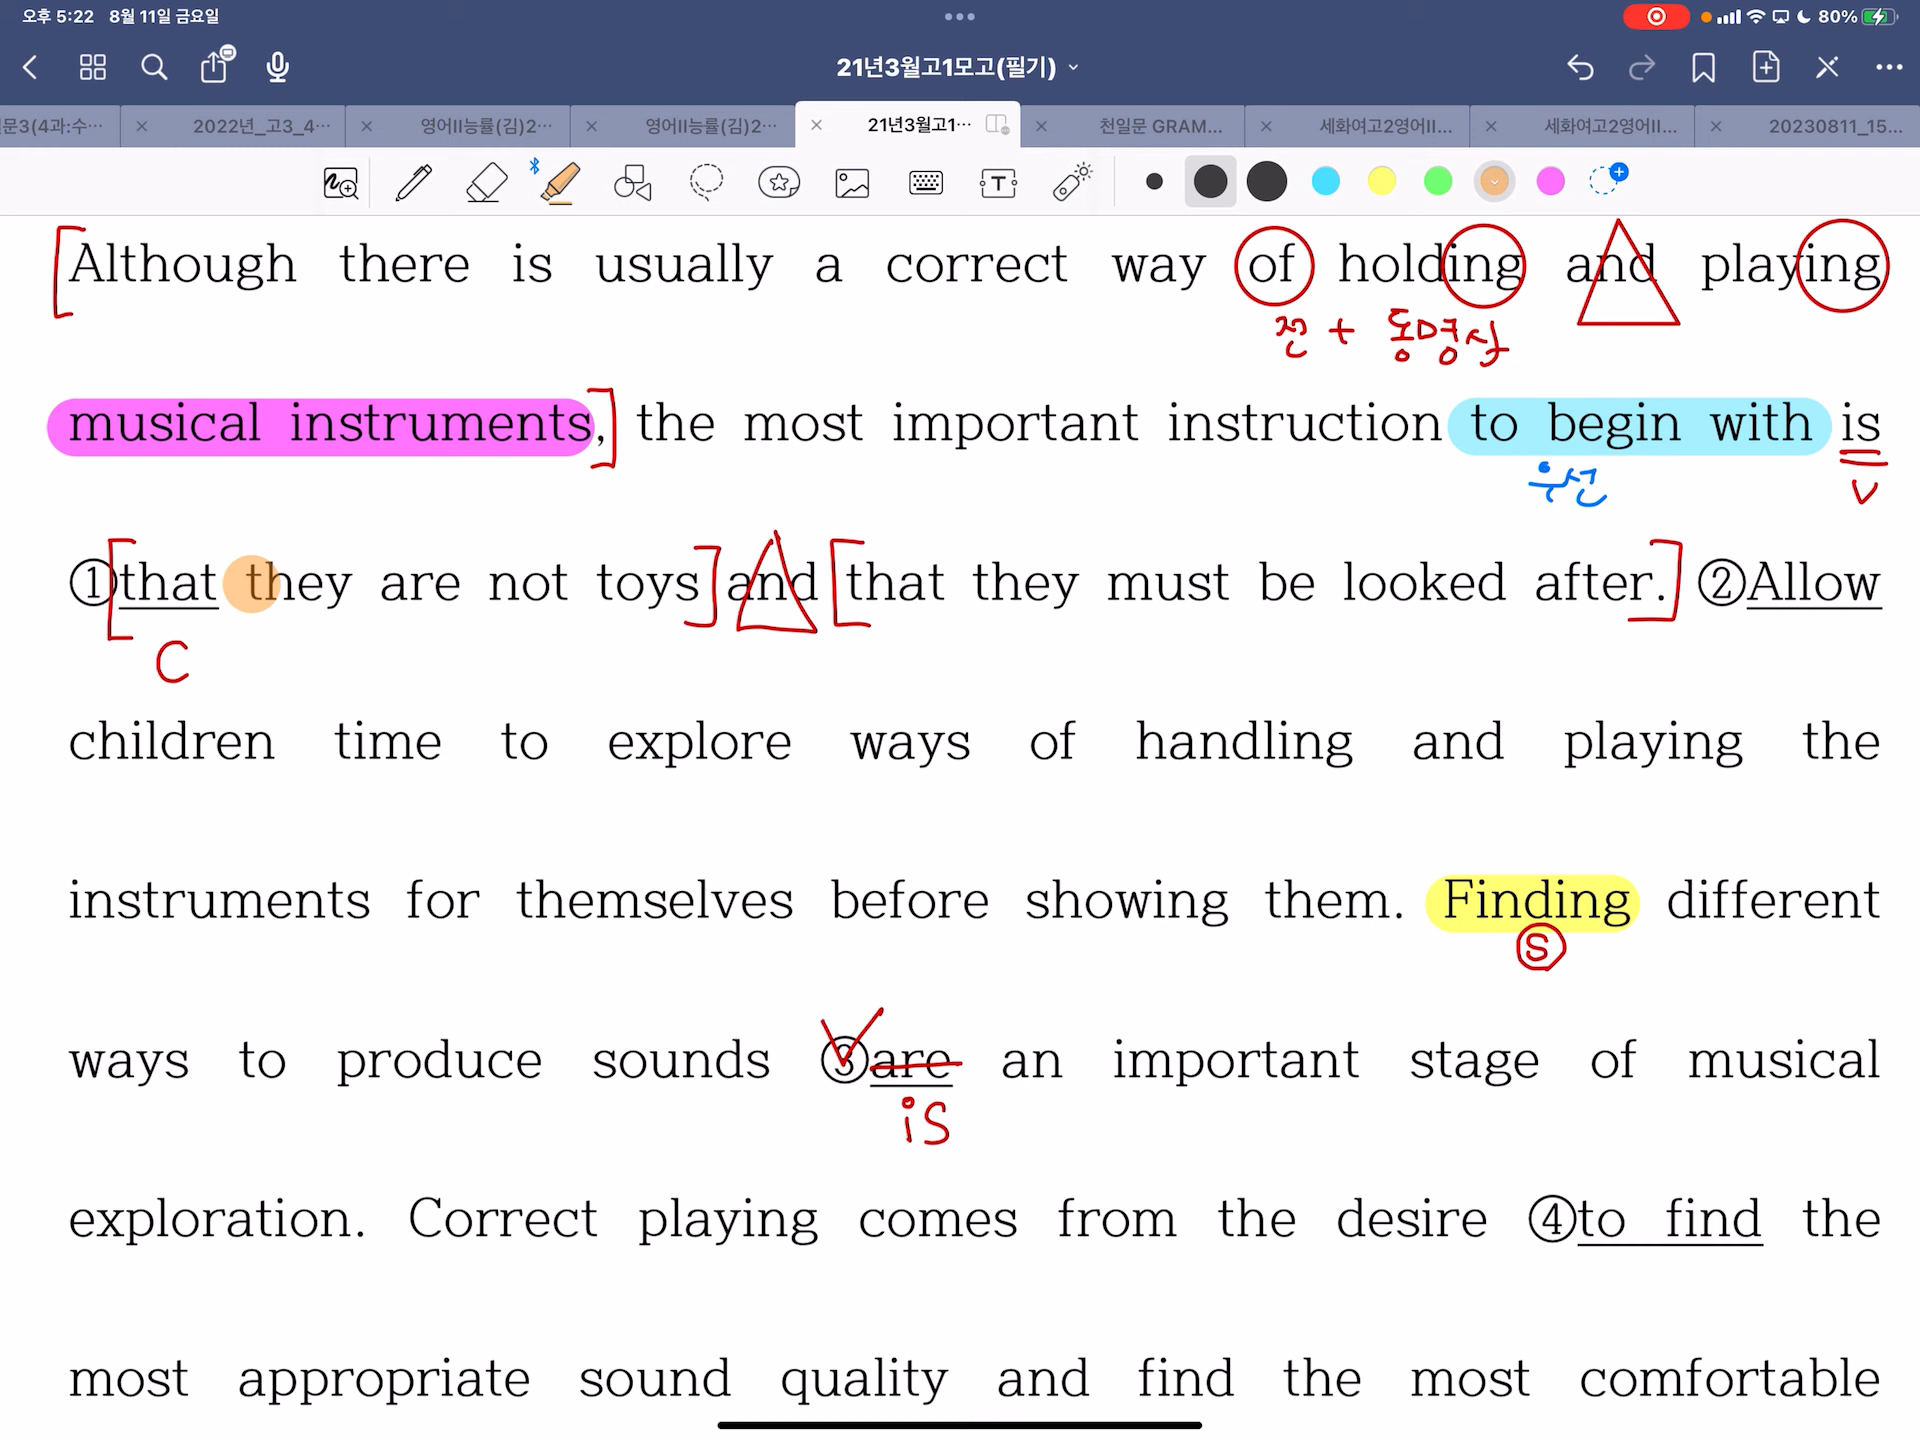 오후 5:22 8월 11일 금요일
80%
21년3월고1모고(필기)
문3(4과:수…
2022년_고3_4…
영어II능률(김)2…
영어II능률(김)2…
21년3월고1…
천일문 GRAM...
세화여고2영어II...
세화여고2영어II...
20230811_15...
Although there is usually a correct way of holding and playing
전 + 동명사
musical instruments, the most important instruction to begin with is
우선 V
①that they are not toys and that they must be looked after. ②Allow
C
children time to explore ways of handling and playing the
instruments for themselves before showing them. Finding different
S
ways to produce sounds ③are an important stage of musical
is
exploration. Correct playing comes from the desire ④to find the
most appropriate sound quality and find the most comfortable